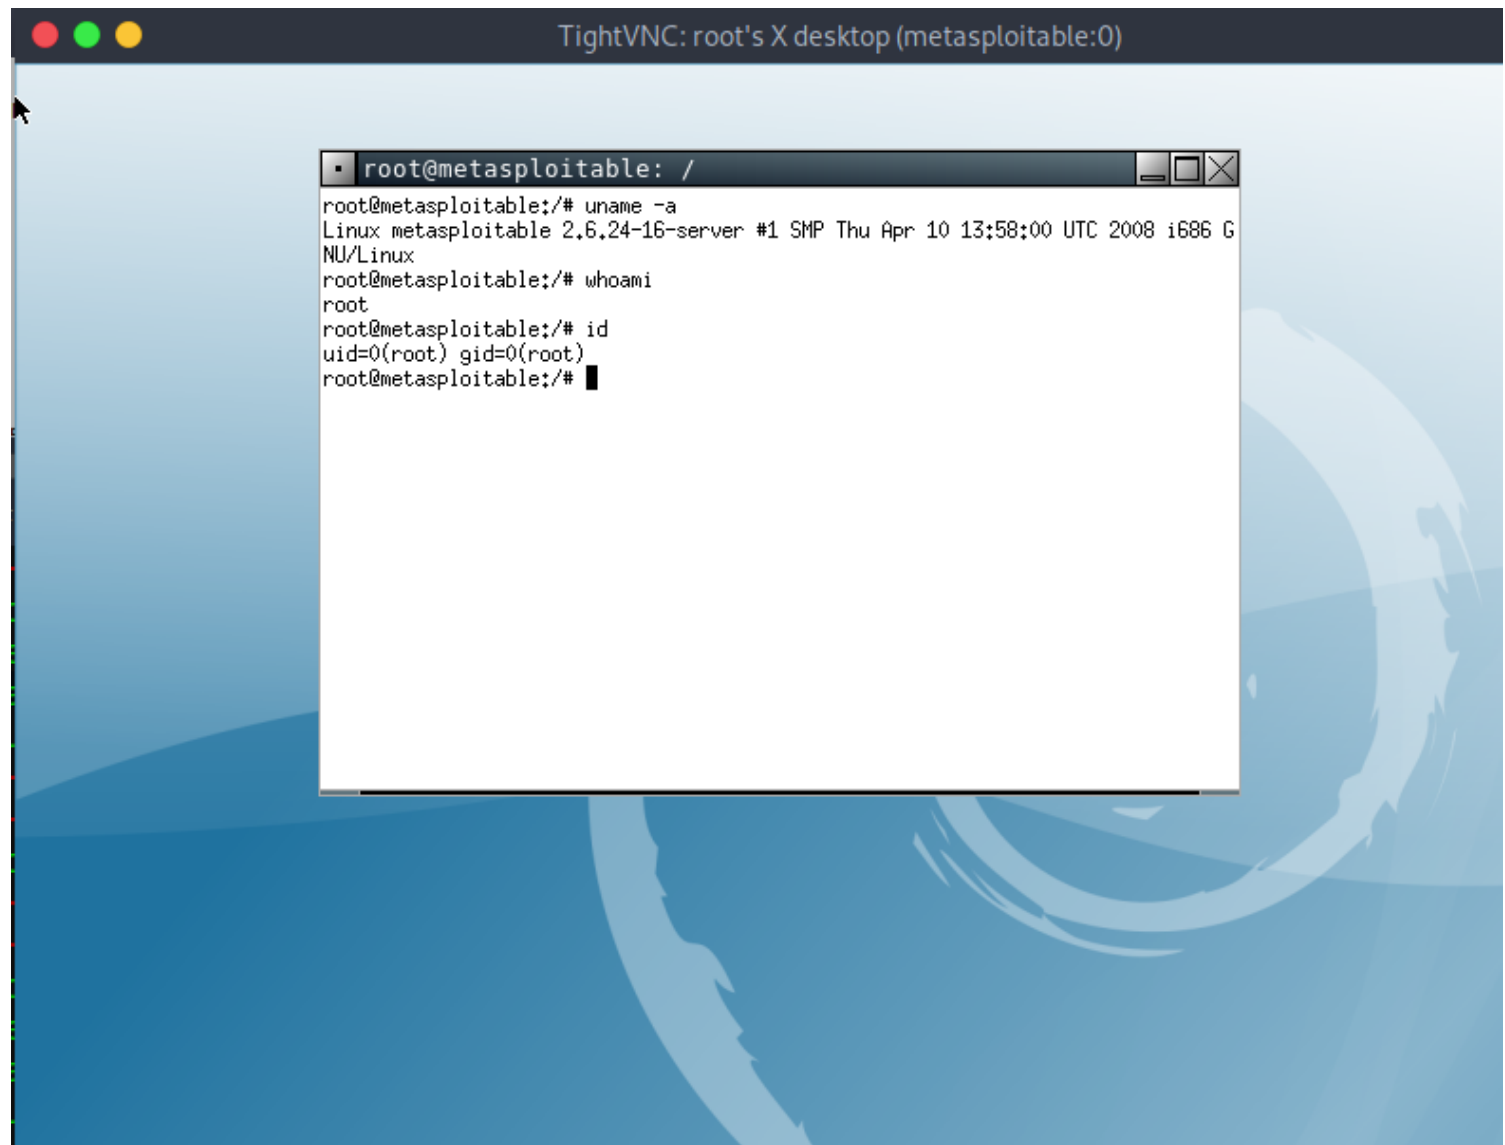 TightVNC: root's X desktop (metasploitable:0)
root@metasploitable: /
root@metasploitable:/# uname -a
Linux metasploitable 2.6.24-16-server #1 SMP Thu Apr 10 13:58:00 UTC 2008 i686 G
NU/Linux
root@metasploitable:/# whoami
root
root@metasploitable:/# id
uid=0(root) gid=0(root)
root@metasploitable:/#